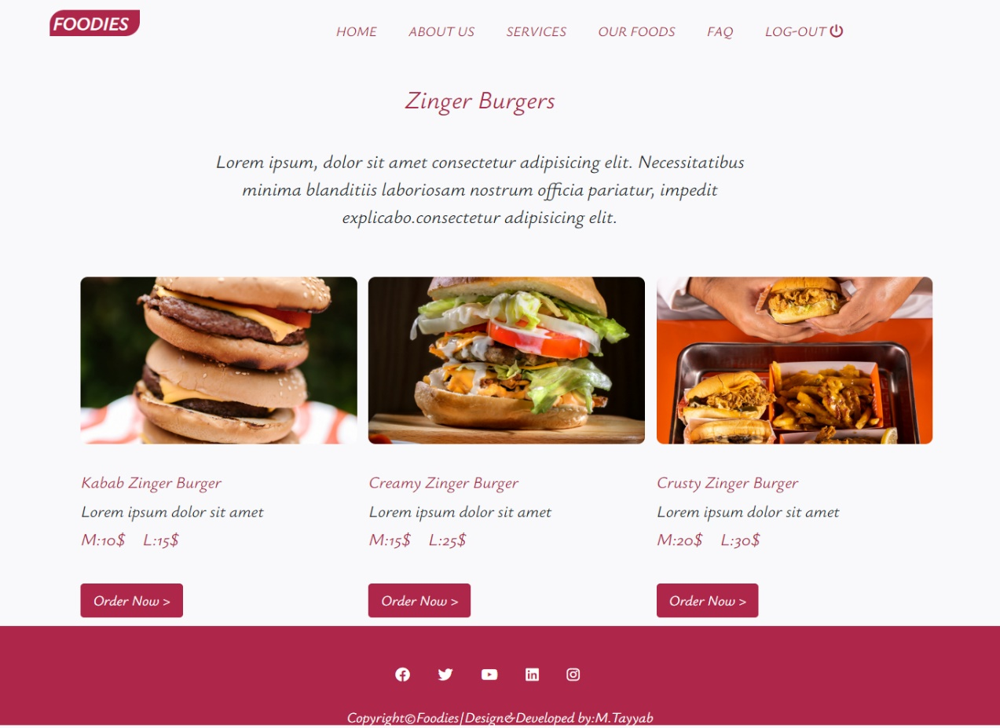 FOODIES
HOME ABOUT US SERVICES OUR FOODS FAQ LOG-OUT
Zinger Burgers
Lorem ipsum, dolor sit amet consectetur adipisicing elit. Necessitatibus
minima blanditiis laboriosam nostrum officia pariatur, impedit
explicabo.consectetur adipisicing elit.
Kabab Zinger Burger
Lorem ipsum dolor sit amet
M:10$ L:15$
Order Now >
Creamy Zinger Burger
Lorem ipsum dolor sit amet
M:15$ L:25$
Order Now >
Crusty Zinger Burger
Lorem ipsum dolor sit amet
M:20$ L:30$
Order Now >
Copyright©Foodies|Design&Developed by:M.Tayyab